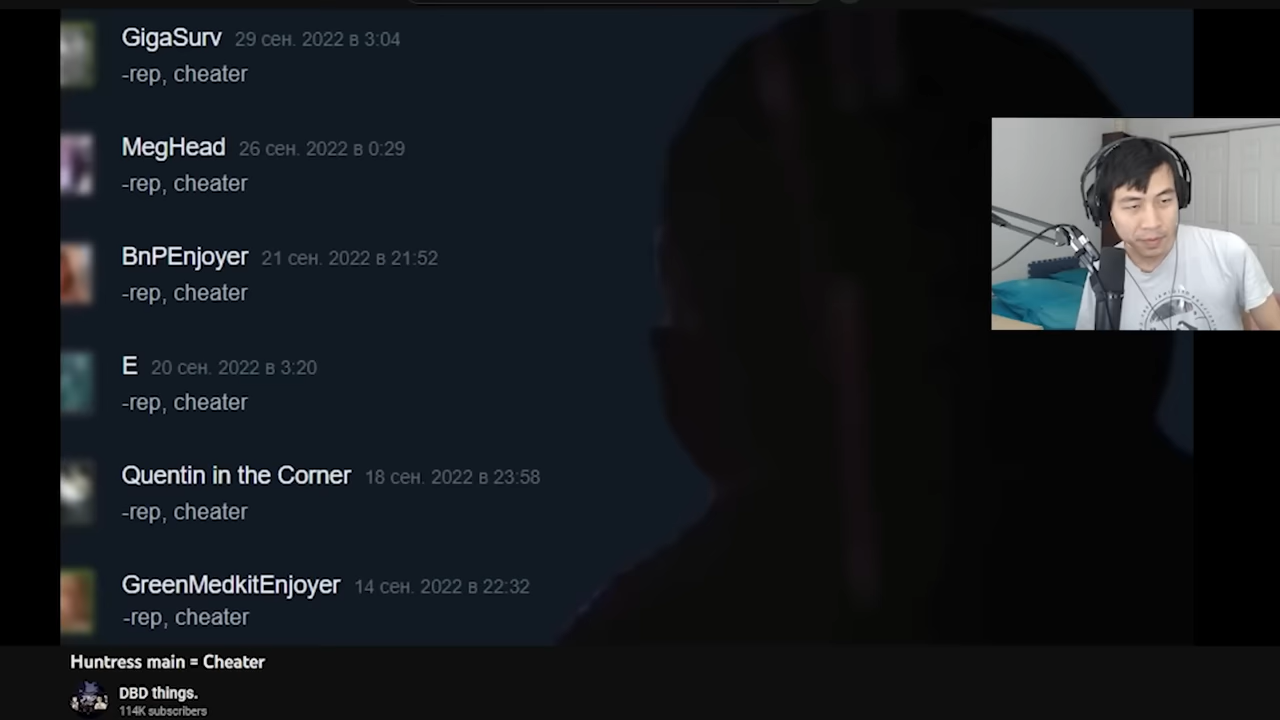 GigaSurv 29 сен. 2022 в 3:04
-rep, cheater
MegHead 26 сен. 2022 в 0:29
-rep, cheater
BnPEnjoyer 21 сен. 2022 в 21:52
-rep, cheater
E 20 сен. 2022 в 3:20
-rep, cheater
Quentin in the Corner 18 сен. 2022 в 23:58
-rep, cheater
GreenMedkitEnjoyer 14 сен. 2022 в 22:32
-rep, cheater
Huntress main = Cheater
DBD things.
114K subscribers